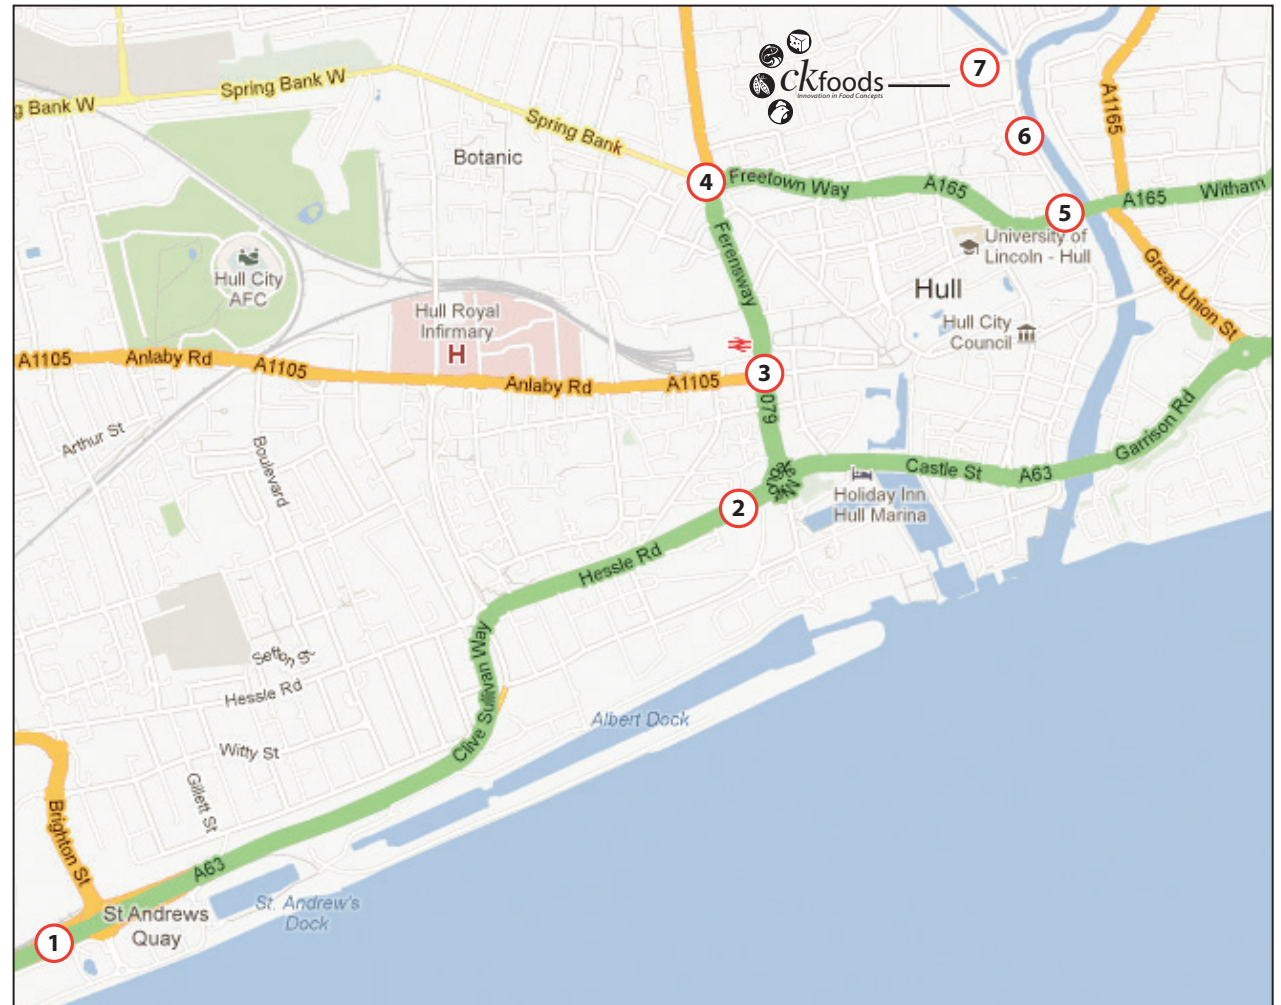 ckfoods
Innovation in Food Concepts
7
A1165
g Bank W
Spring Bank W
Spring Bank
6
Botanic
4
Freetown Way
A165
A165
Witham
5
University of
Lincoln - Hull
Ferensway
Hull City
AFC
Hull
Great Union St
Hull Royal
Infirmary
H
Hull City
Council
A1105
Anlaby Rd
A1105
Anlaby Rd
A1105
3
079
Arthur St
Boulevard
Garrison Rd
Castle St
A63
Holiday Inn
Hull Marina
2
Hessle Rd
Clive Sullivan Way
Hessle Rd
Witty St
Gillett St
Albert Dock
Brighton St
A63
St Andrews
Quay
St. Andrew's
Dock
1